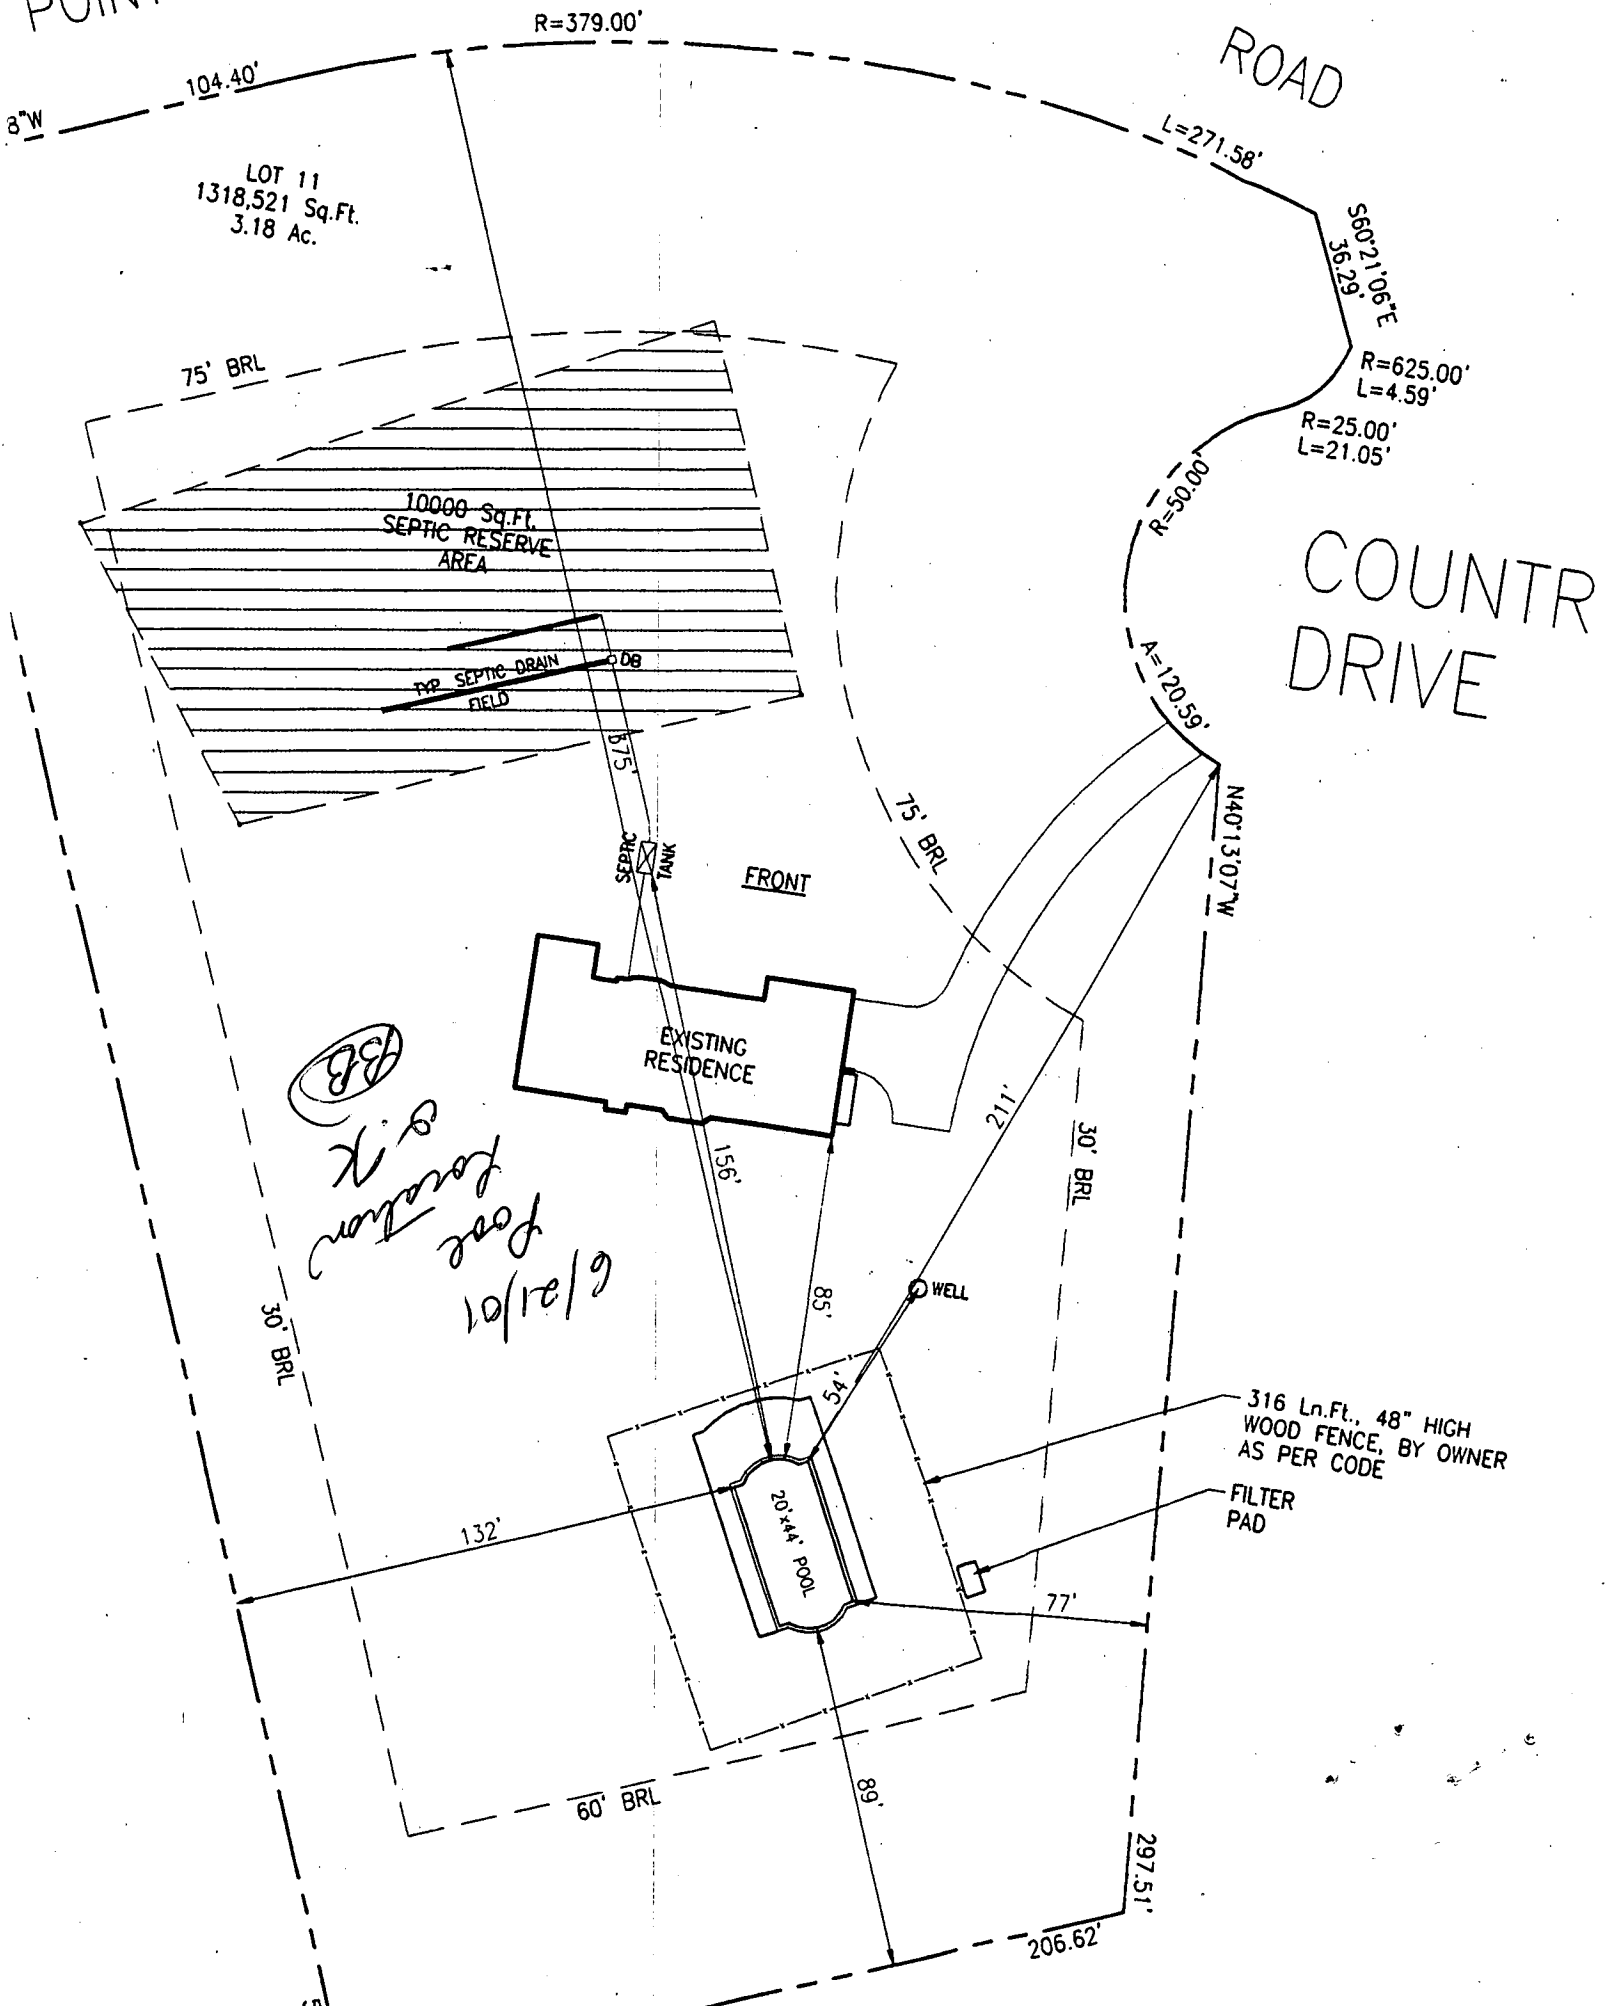 POINT
R=379.00'
ROAD
104.40'
8"W
L=271.58'
LOT 11
1318,521 Sq.Ft.
3.18 Ac.
S60°21'06"E
36.29'
75' BRL
R=625.00'
L=4.59'
R=25.00'
L=21.05'
R=50.00'
10000 Sq.Ft.
SEPTIC RESERVE
AREA
COUNTR
DRIVE
TYP SEPTIC DRAIN
FIELD
DB
A=120.59'
75' BRL
N40°13'07"W
SEPTIC
TANK
FRONT
EXISTING
RESIDENCE
211'
30' BRL
156'
85'
WELL
6/21/01
Pool
Location
O.K
BB
30' BRL
54'
316 Ln.Ft., 48" HIGH
WOOD FENCE, BY OWNER
AS PER CODE
FILTER
PAD
20'x44' POOL
132'
77'
60' BRL
89'
297.51'
206.62'